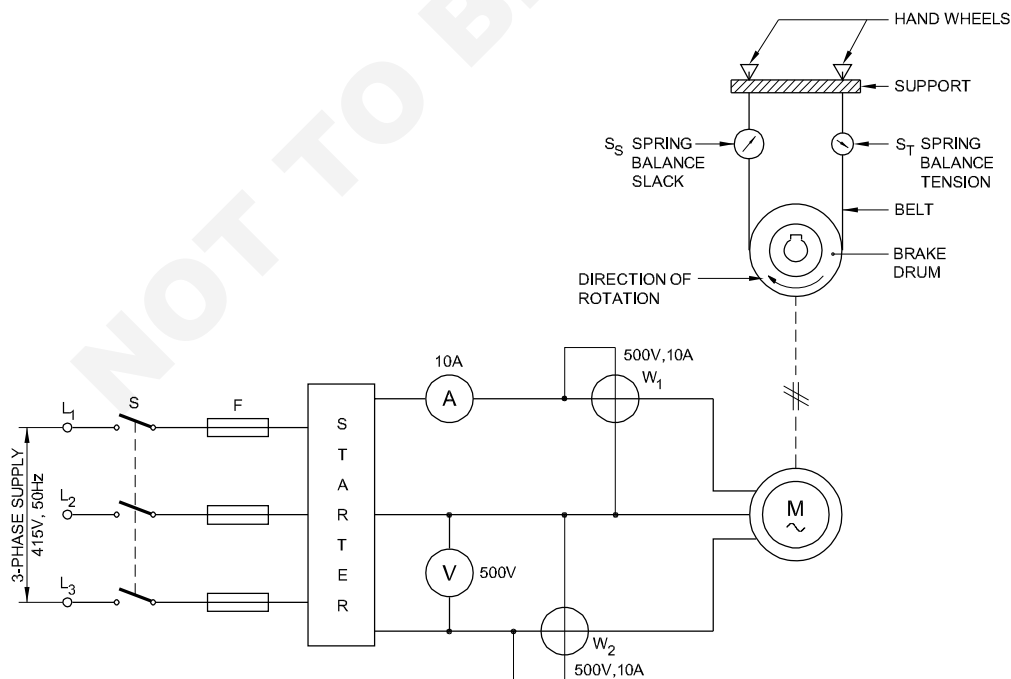 NOT TO B
HAND WHEELS
SUPPORT
S_S SPRING
BALANCE
SLACK
S_T SPRING
BALANCE
TENSION
BELT
BRAKE
DRUM
DIRECTION OF
ROTATION
10A
500V,10A
W_1
A
L_1
S
F
STARTER
3-PHASE SUPPLY
415V, 50Hz
L_2
M
~
V
500V
L_3
W_2
500V,10A